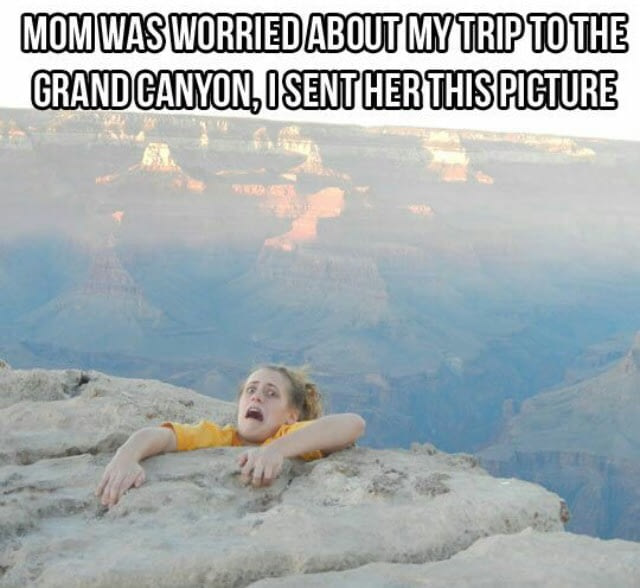 MOM WAS WORRIED ABOUT MY TRIP TO THE
GRAND CANYON, I SENT HER THIS PICTURE